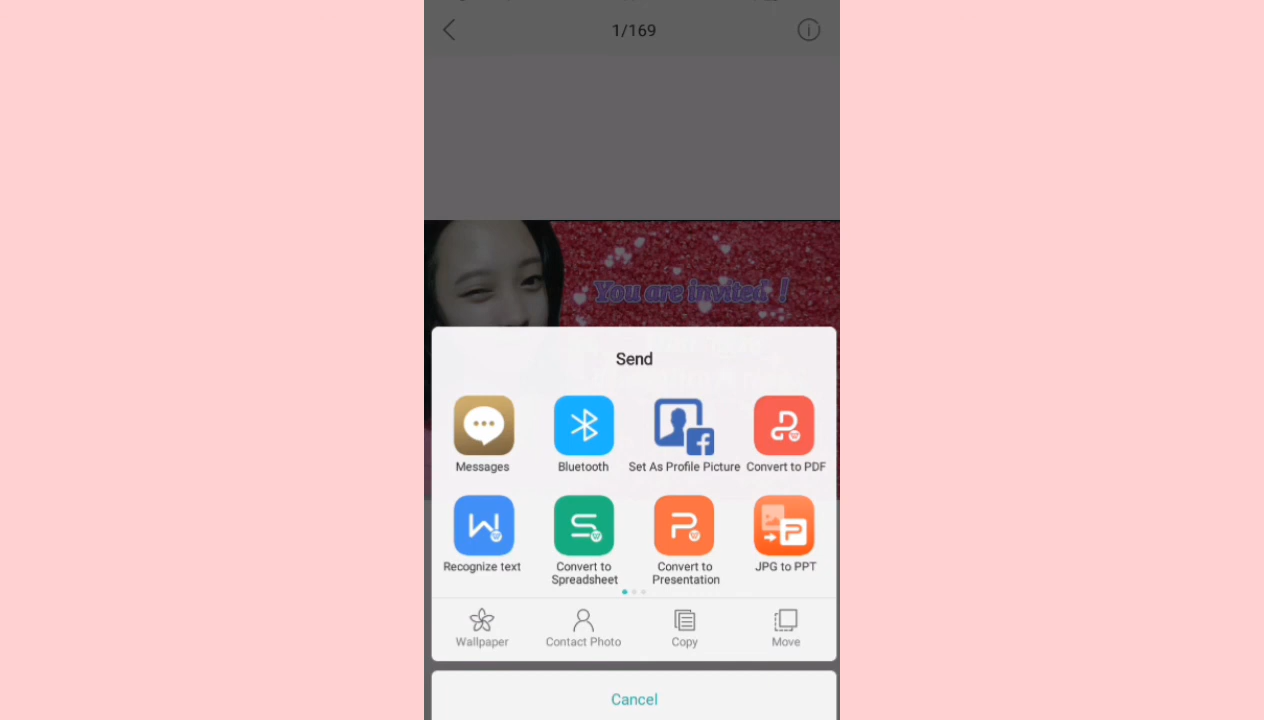 1/169
You are invited !
Send
Messages
Bluetooth
Set As Profile Picture
Convert to PDF
Recognize text
Convert to
Spreadsheet
Convert to
Presentation
JPG to PPT
Wallpaper
Contact Photo
Copy
Move
Cancel